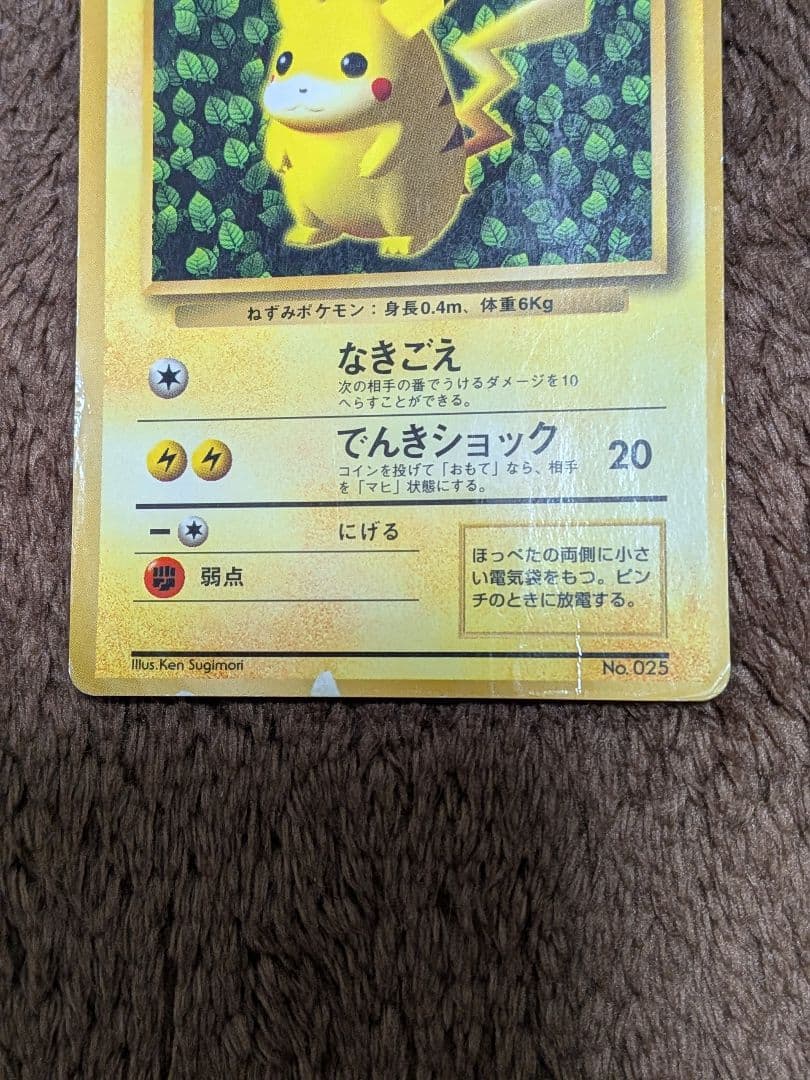 ねずみポケモン：身長0.4m、体重6Kg
なきごえ
次の相手の番でうけるダメージを10
へらすことができる。
でんきショック 20
コインを投げて「おもて」なら、相手
を「マヒ」状態にする。
にげる
弱点
ほっぺたの両側に小さ
い電気袋をもつ。ピン
チのときに放電する。
Illus.Ken Sugimori
No. 025